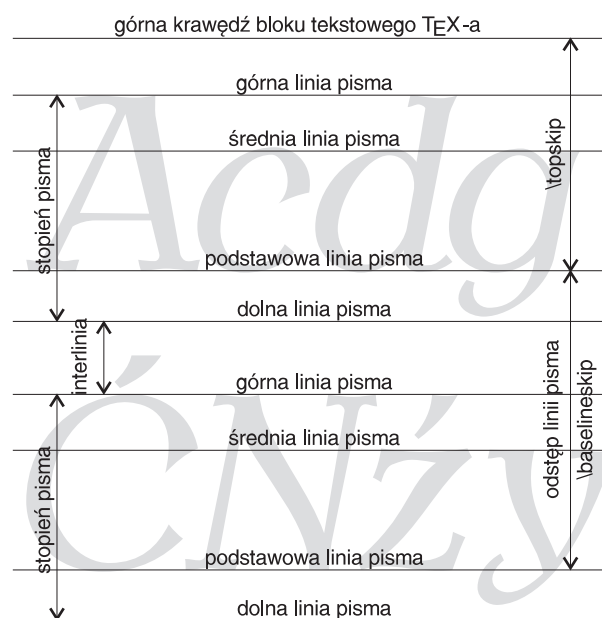 górna krawędź bloku tekstowego TEX-a
górna linia pisma
średnia linia pisma
\topskip
stopień pisma
Acdg
podstawowa linia pisma
dolna linia pisma
interlinia
górna linia pisma
odstęp linii pisma
\baselineskip
średnia linia pisma
stopień pisma
ĆNźy
podstawowa linia pisma
dolna linia pisma